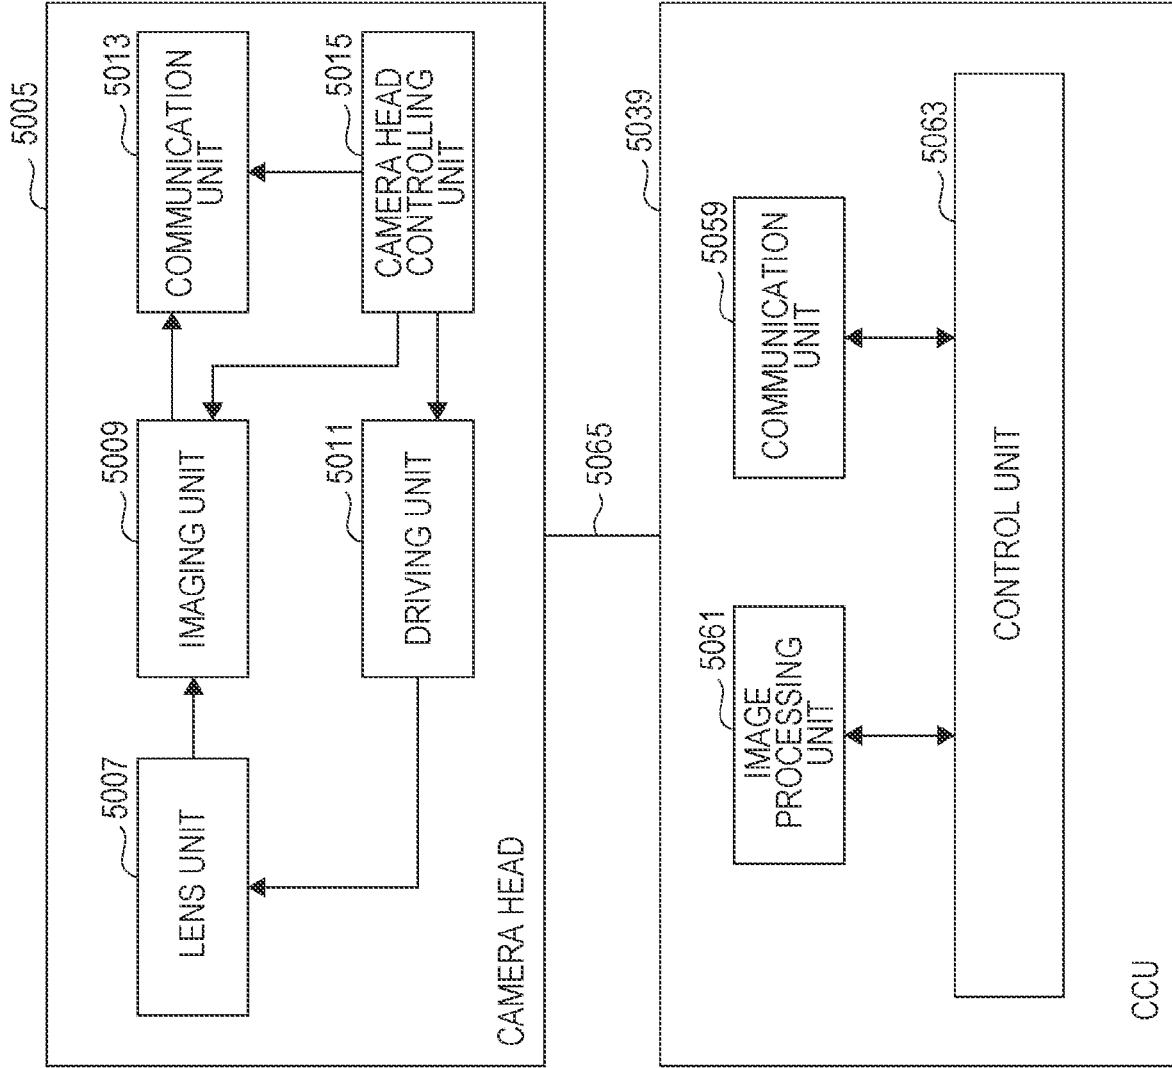 5005
5007
LENS UNIT
5009
IMAGING UNIT
5013
COMMUNICATION
UNIT
5011
DRIVING UNIT
5015
CAMERA HEAD
CONTROLLING
UNIT
CAMERA HEAD
5065
5039
5061
IMAGE
PROCESSING
UNIT
5059
COMMUNICATION
UNIT
5063
CONTROL UNIT
CCU